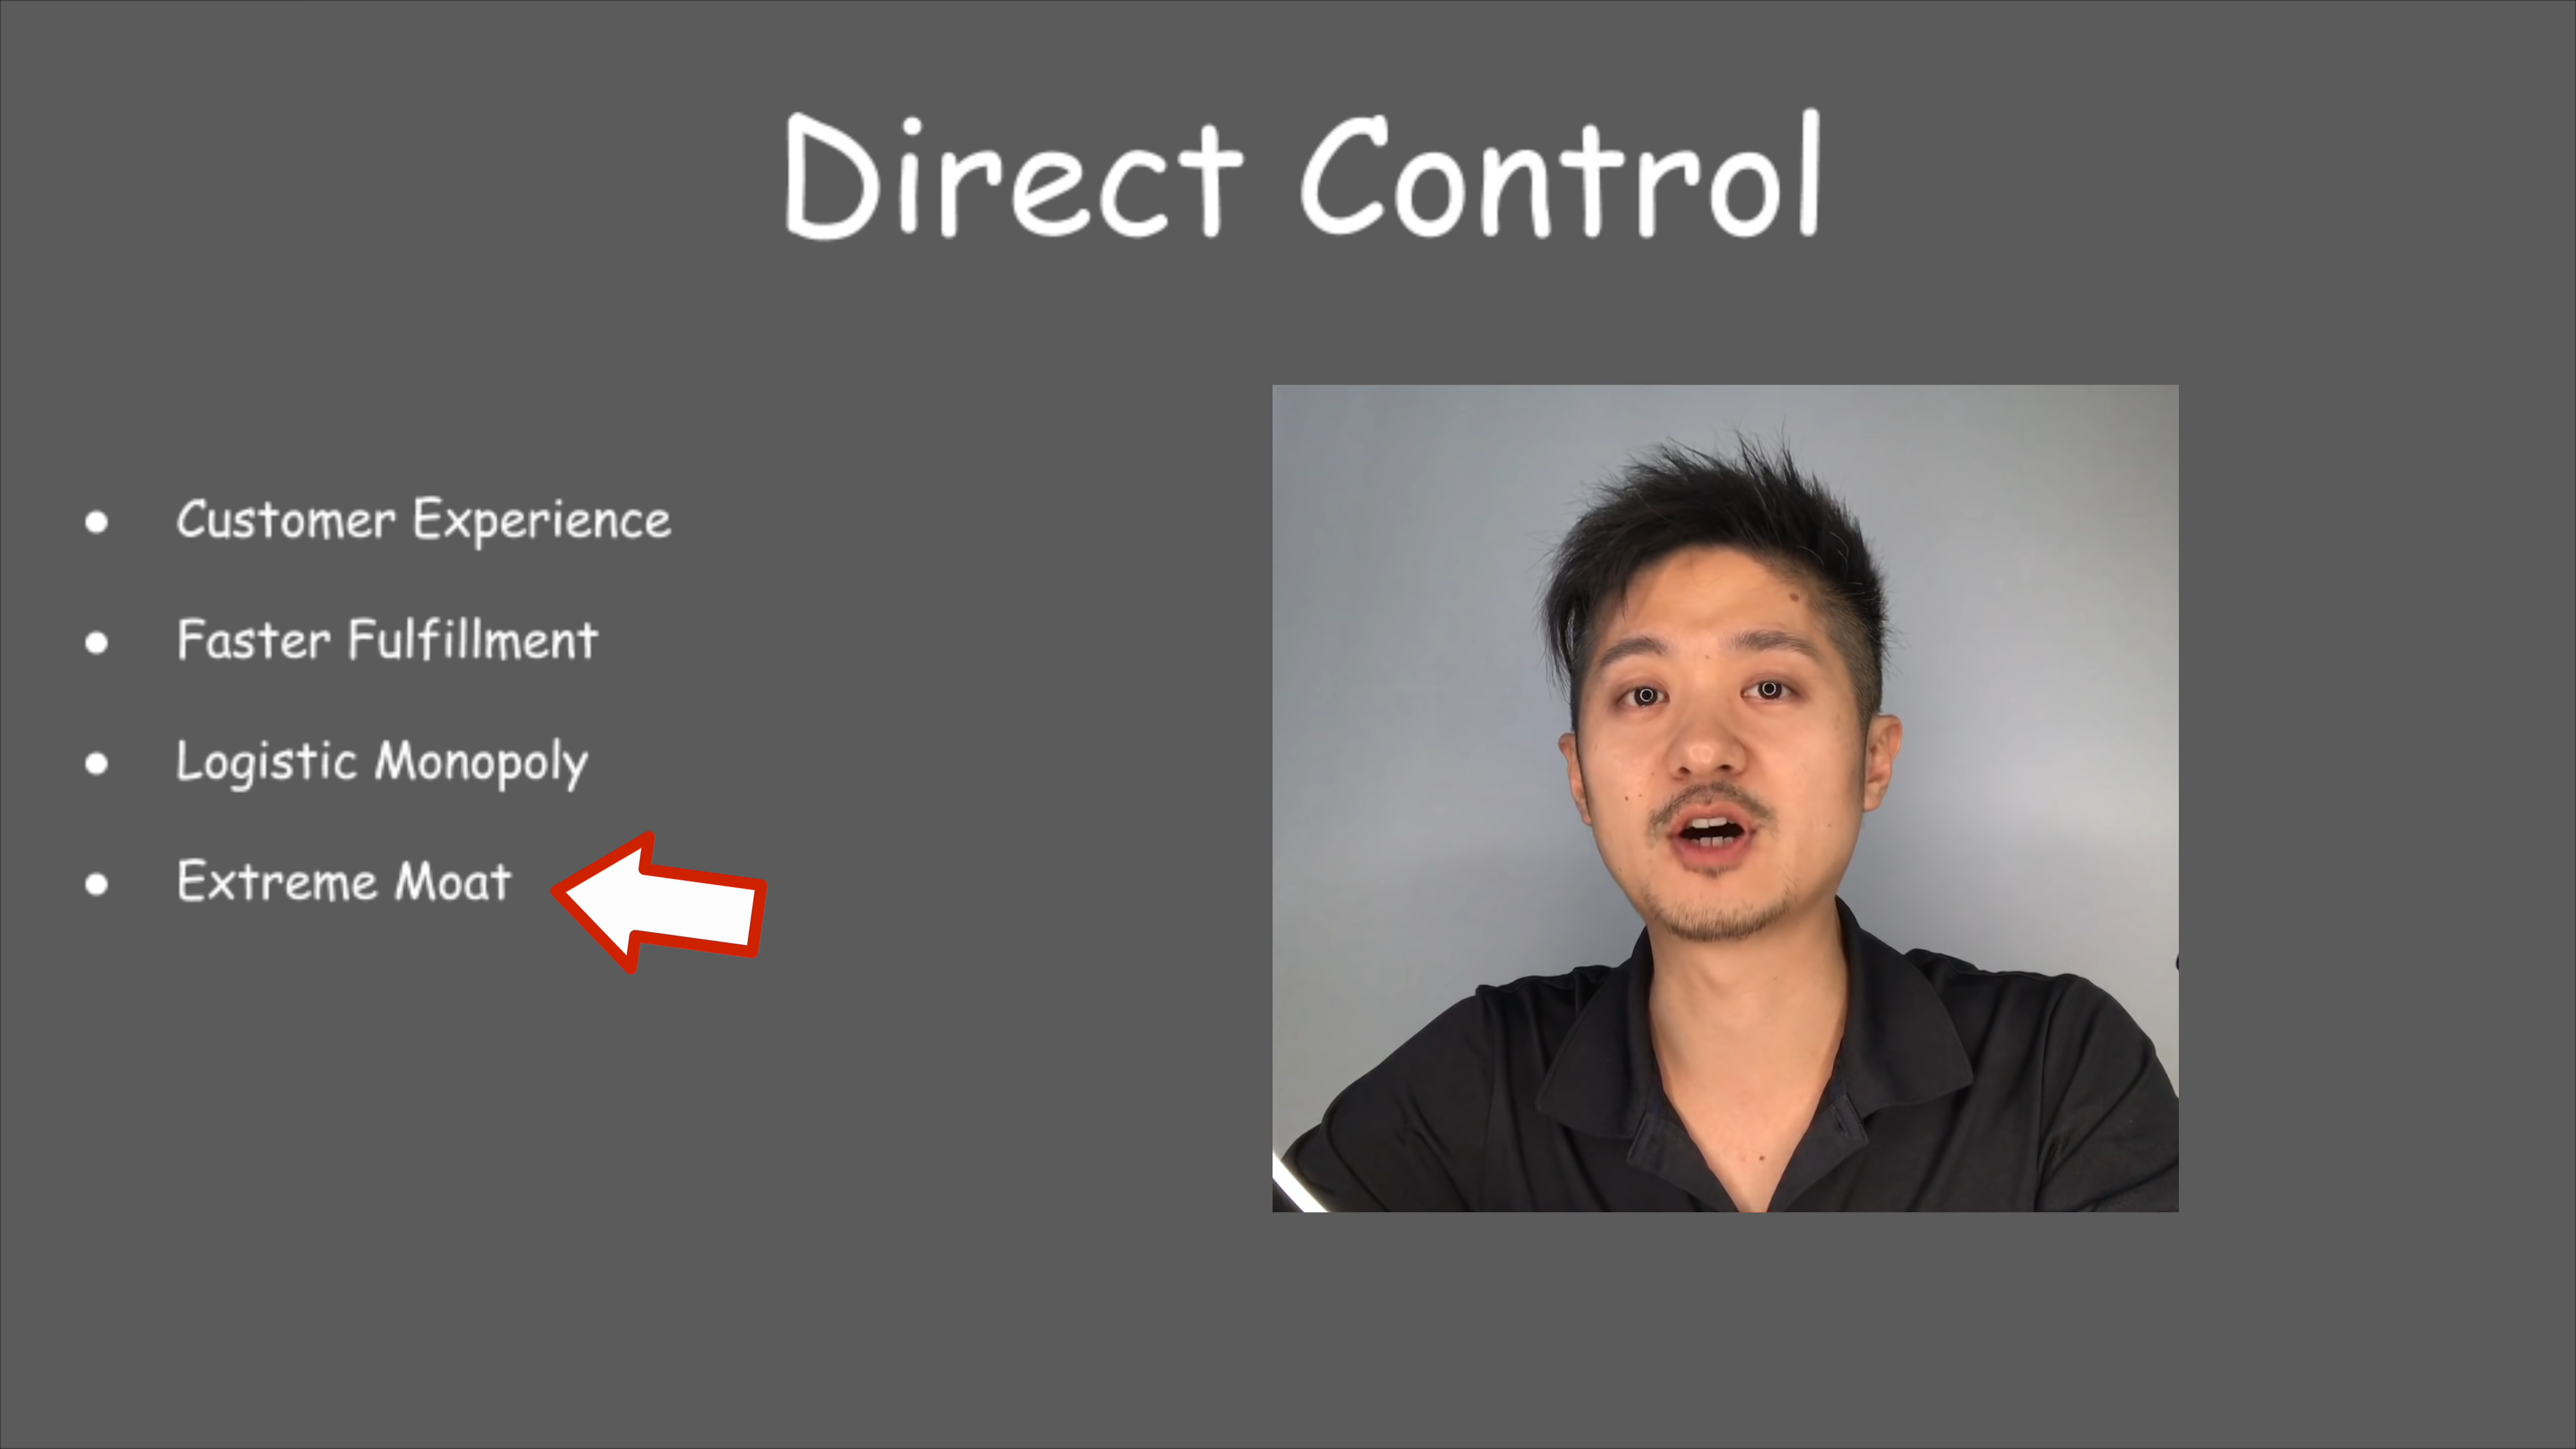 Direct Control
Customer Experience
Faster Fulfillment
Logistic Monopoly
Extreme Moat